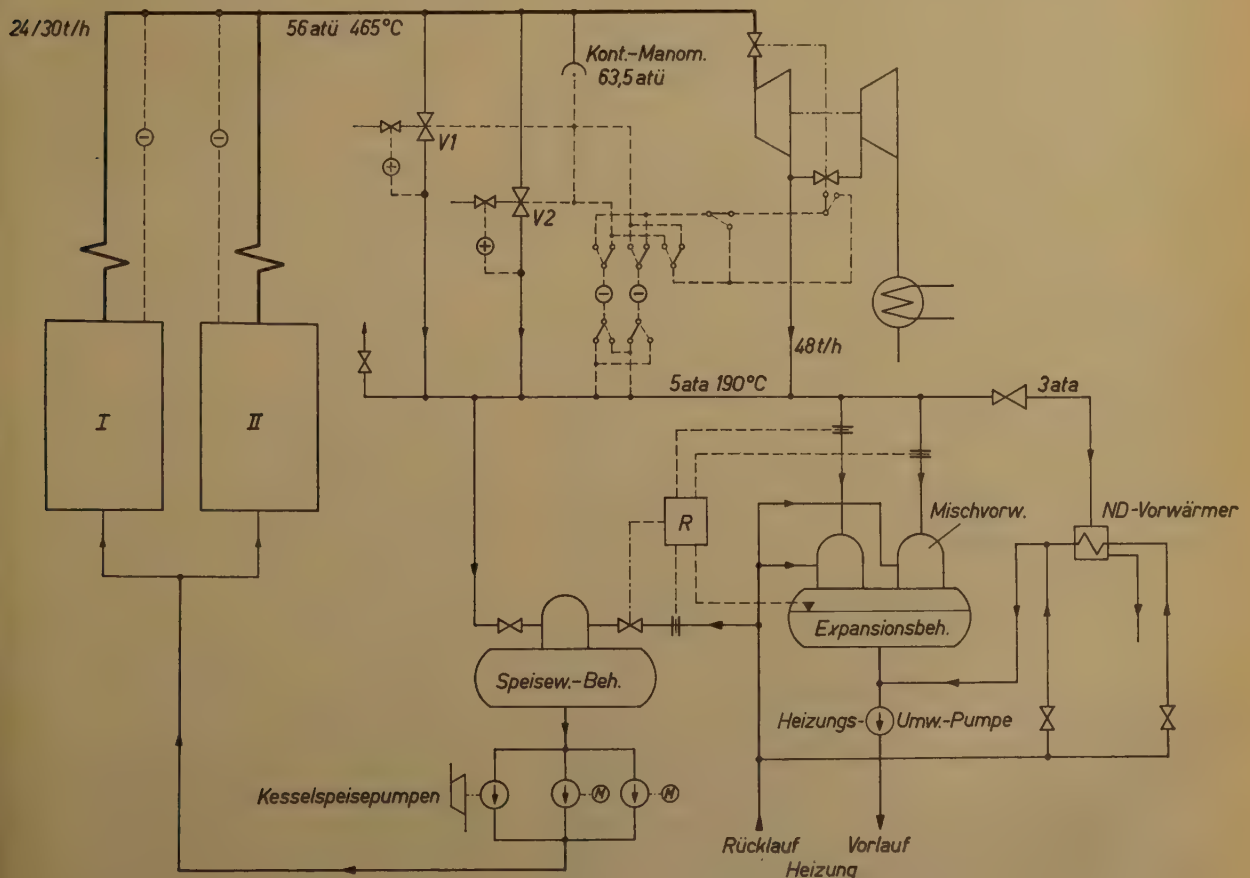 24/30t/h
56atü 465°C
Kont.-Manom.
63,5atü
V1
V2
48t/h
5ata 190°C
3ata
I
II
R
Mischvorw.
ND-Vorwärmer
Expansionsbeh.
Speisew.-Beh.
Heizungs- Umw.-Pumpe
Kesselspeisepumpen
M
M
Rücklauf Vorlauf
Heizung